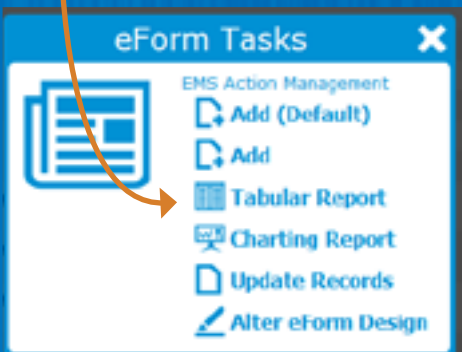 eForm Tasks
EMS Action Management
Add (Default)
Add
Tabular Report
Charting Report
Update Records
Alter eForm Design